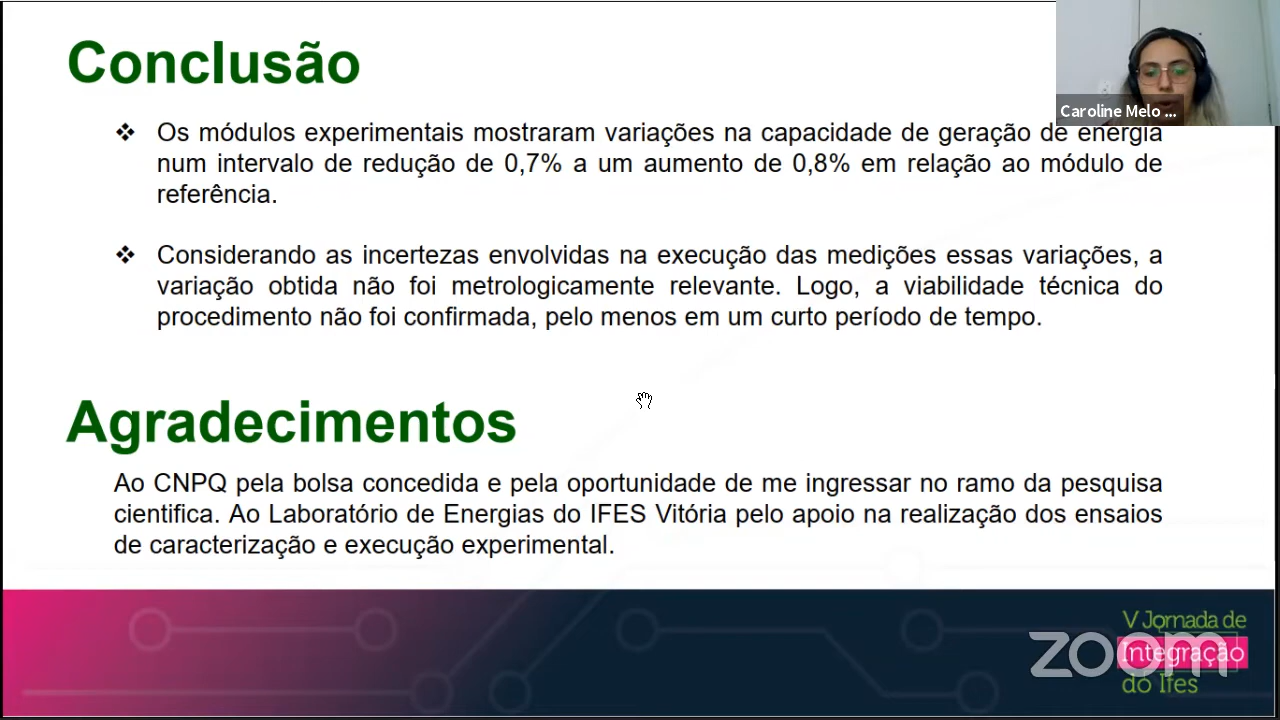 Conclusão
Caroline Melo ...
❖ Os módulos experimentais mostraram variações na capacidade de geração de energia
num intervalo de redução de 0,7% a um aumento de 0,8% em relação ao módulo de
referência.
❖ Considerando as incertezas envolvidas na execução das medições essas variações, a
variação obtida não foi metrologicamente relevante. Logo, a viabilidade técnica do
procedimento não foi confirmada, pelo menos em um curto período de tempo.
Agradecimentos
Ao CNPQ pela bolsa concedida e pela oportunidade de me ingressar no ramo da pesquisa
cientifica. Ao Laboratório de Energias do IFES Vitória pelo apoio na realização dos ensaios
de caracterização e execução experimental.
V Jornada de
Integração
do Ifes
zoom